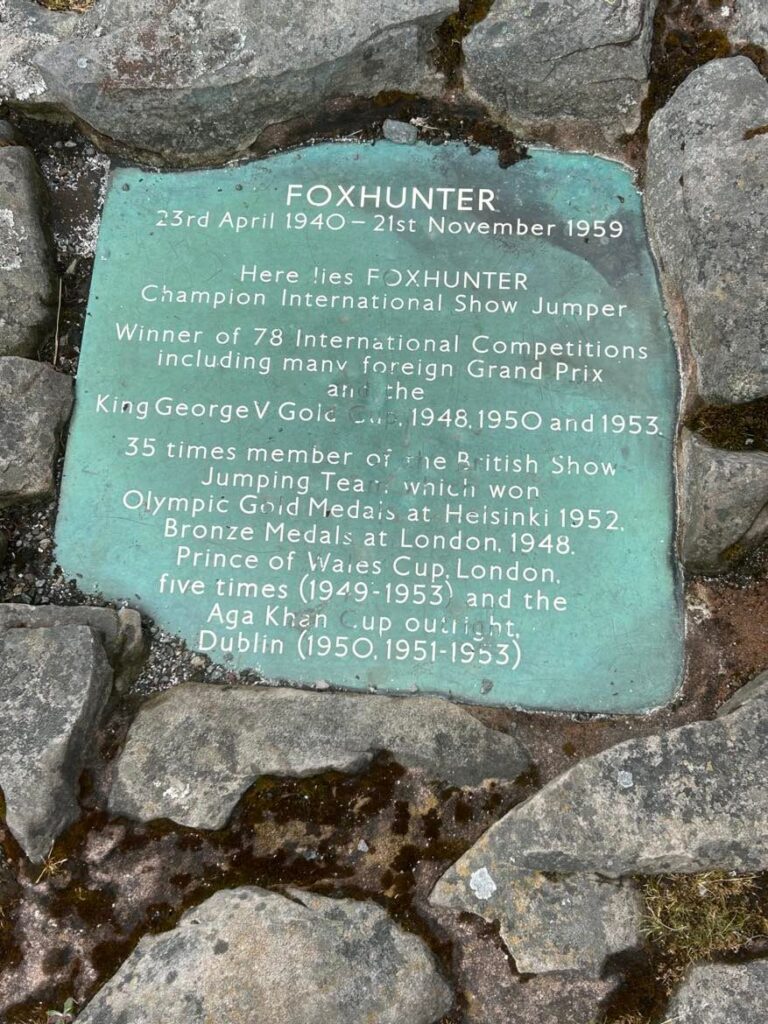 FOXHUNTER
23rd April 1940 – 21st November 1959
Here lies FOXHUNTER
Champion International Show Jumper
Winner of 78 International Competitions
including many foreign Grand Prix
and the
King George V Gold Cup, 1948, 1950 and 1953.
35 times member of the British Show
Jumping Team which won
Olympic Gold Medals at Helsinki 1952,
Bronze Medals at London, 1948.
Prince of Wales Cup, London,
five times (1949-1953) and the
Aga Khan Cup outright,
Dublin (1950, 1951-1953)